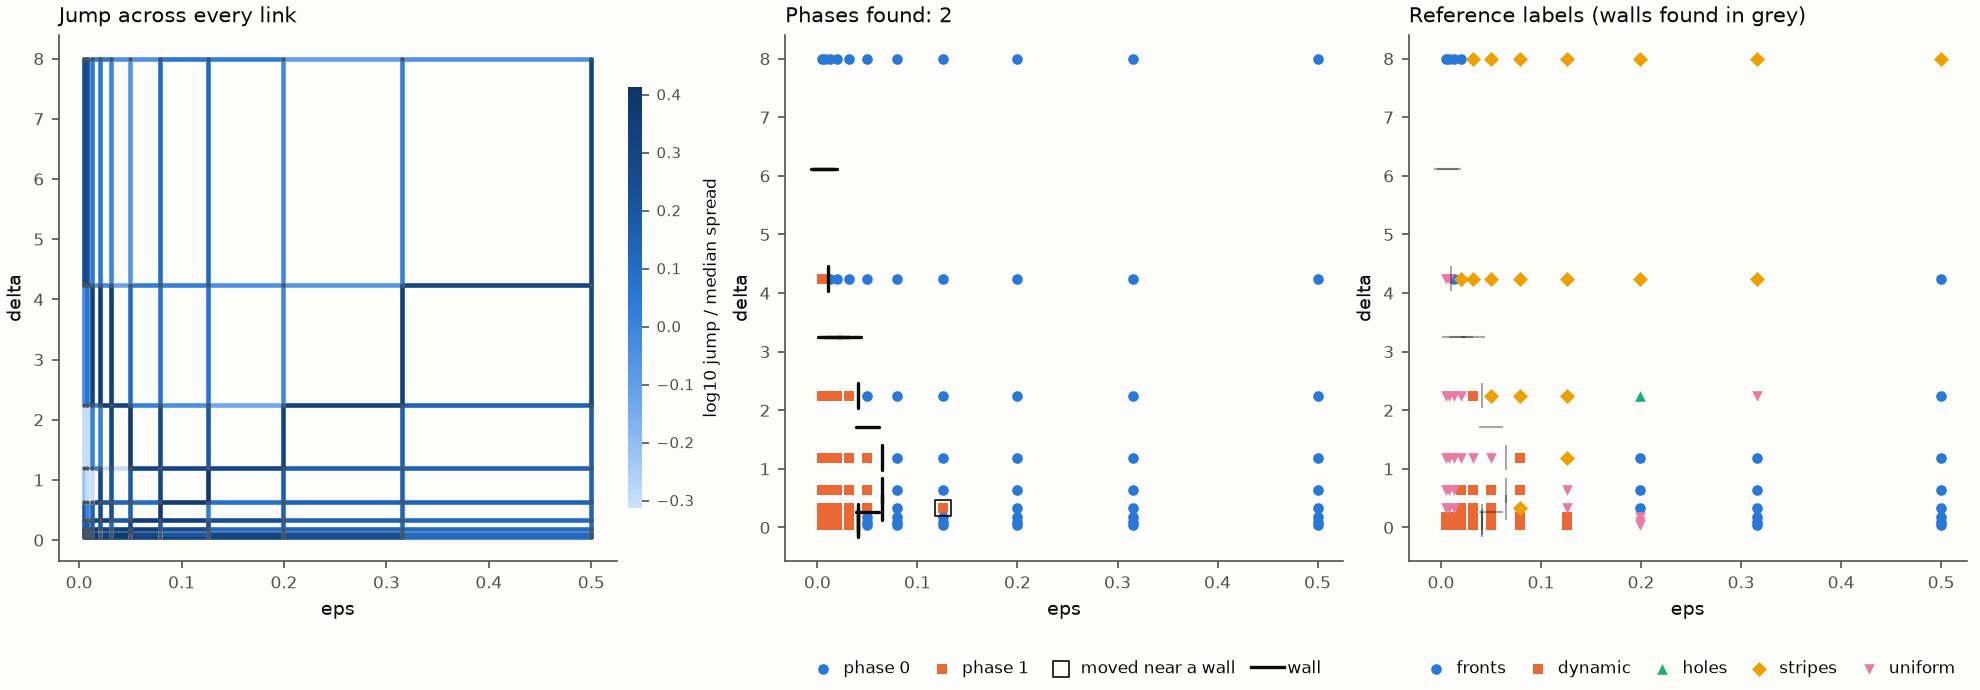 Jump across every link
Phases found: 2
Reference labels (walls found in grey)
8
7
6
5
4
3
2
1
0
delta
0.0
0.1
0.2
0.3
0.4
0.5
eps
0.4
0.3
0.2
0.1
0.0
−0.1
−0.2
−0.3
log10 jump / median spread
8
7
6
5
4
3
2
1
0
delta
0.0
0.1
0.2
0.3
0.4
0.5
eps
phase 0
phase 1
moved near a wall
wall
8
7
6
5
4
3
2
1
0
delta
0.0
0.1
0.2
0.3
0.4
0.5
eps
fronts
dynamic
holes
stripes
uniform